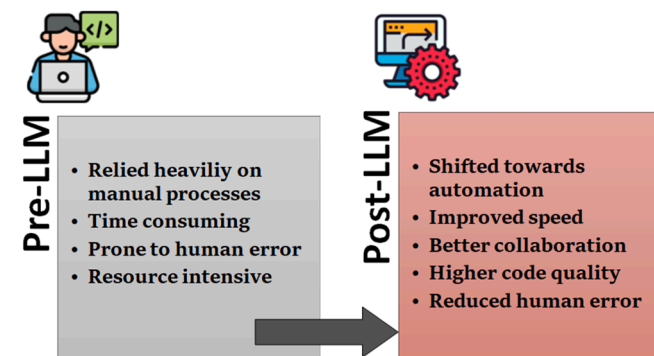 </>
Pre-LLM
• Relied heaviliy on
manual processes
• Time consuming
• Prone to human error
• Resource intensive
Post-LLM
• Shifted towards
automation
• Improved speed
• Better collaboration
• Higher code quality
• Reduced human error